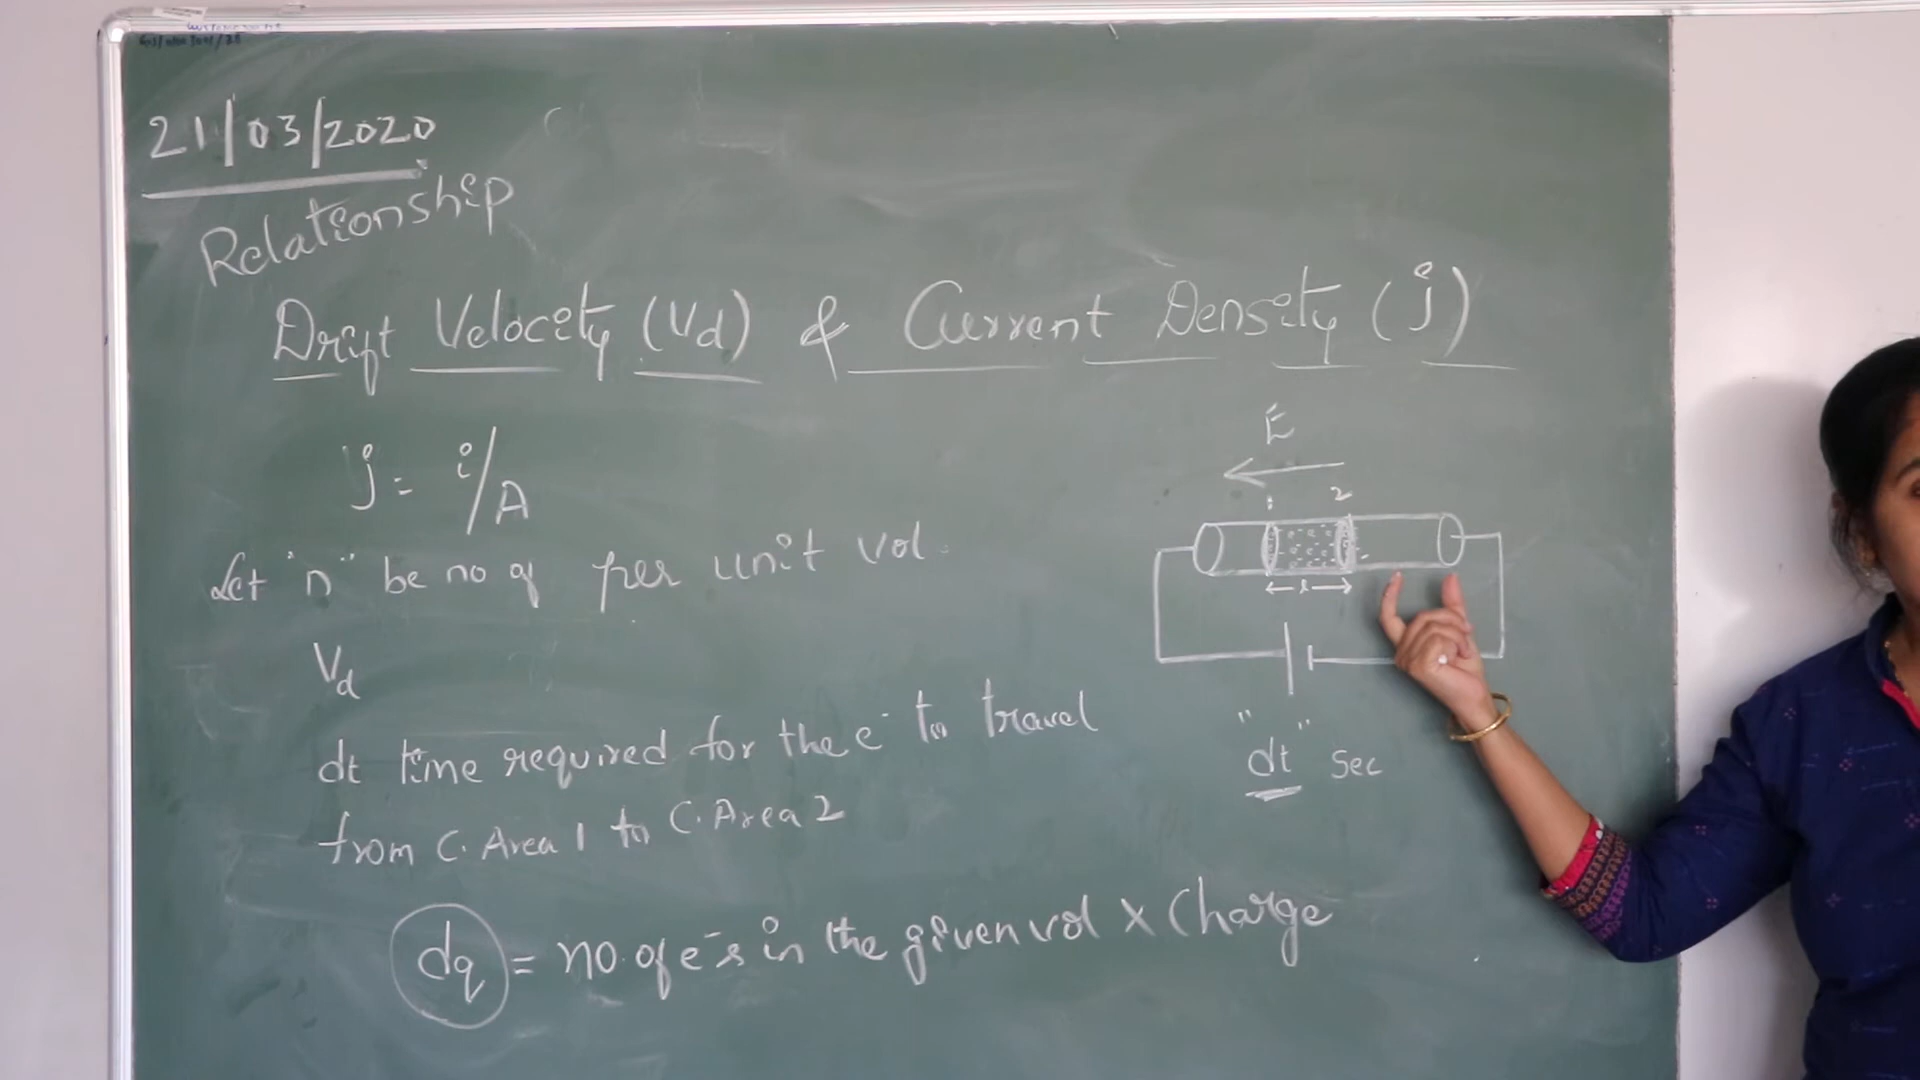 21/03/2020
Relationship
Drift Velocity (Vd) & Current Density (j)
j = i/A
Let "n" be no of per unit vol.
Vd
dt time required for the e⁻ to travel
from C. Area 1 to C. Area 2
dq = no. of e⁻s in the given vol x Charge
E
1 2
l
"dt" sec